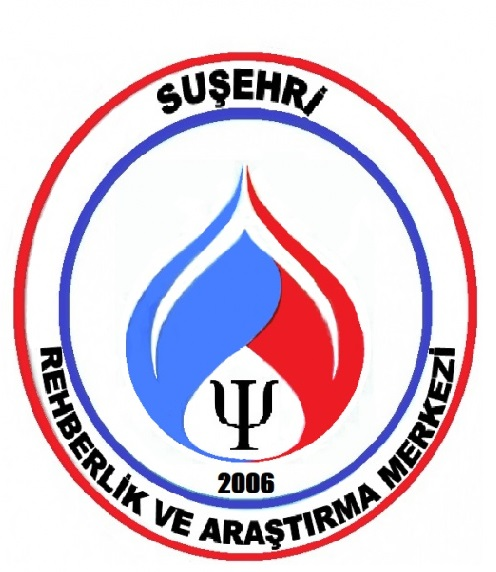 SUŞEHRİ
Ψ
2006
REHBERLİK VE ARAŞTIRMA MERKEZİ